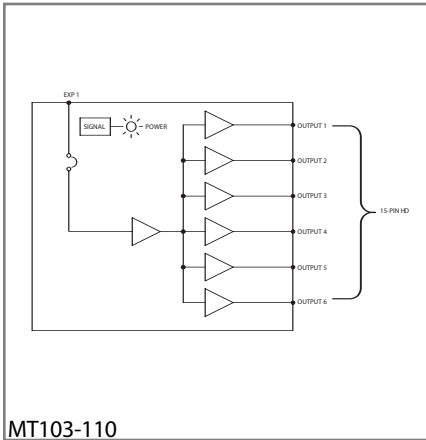 EXP 1
SIGNAL
POWER
OUTPUT 1
OUTPUT 2
OUTPUT 3
OUTPUT 4
OUTPUT 5
OUTPUT 6
15-PIN HD
MT103-110